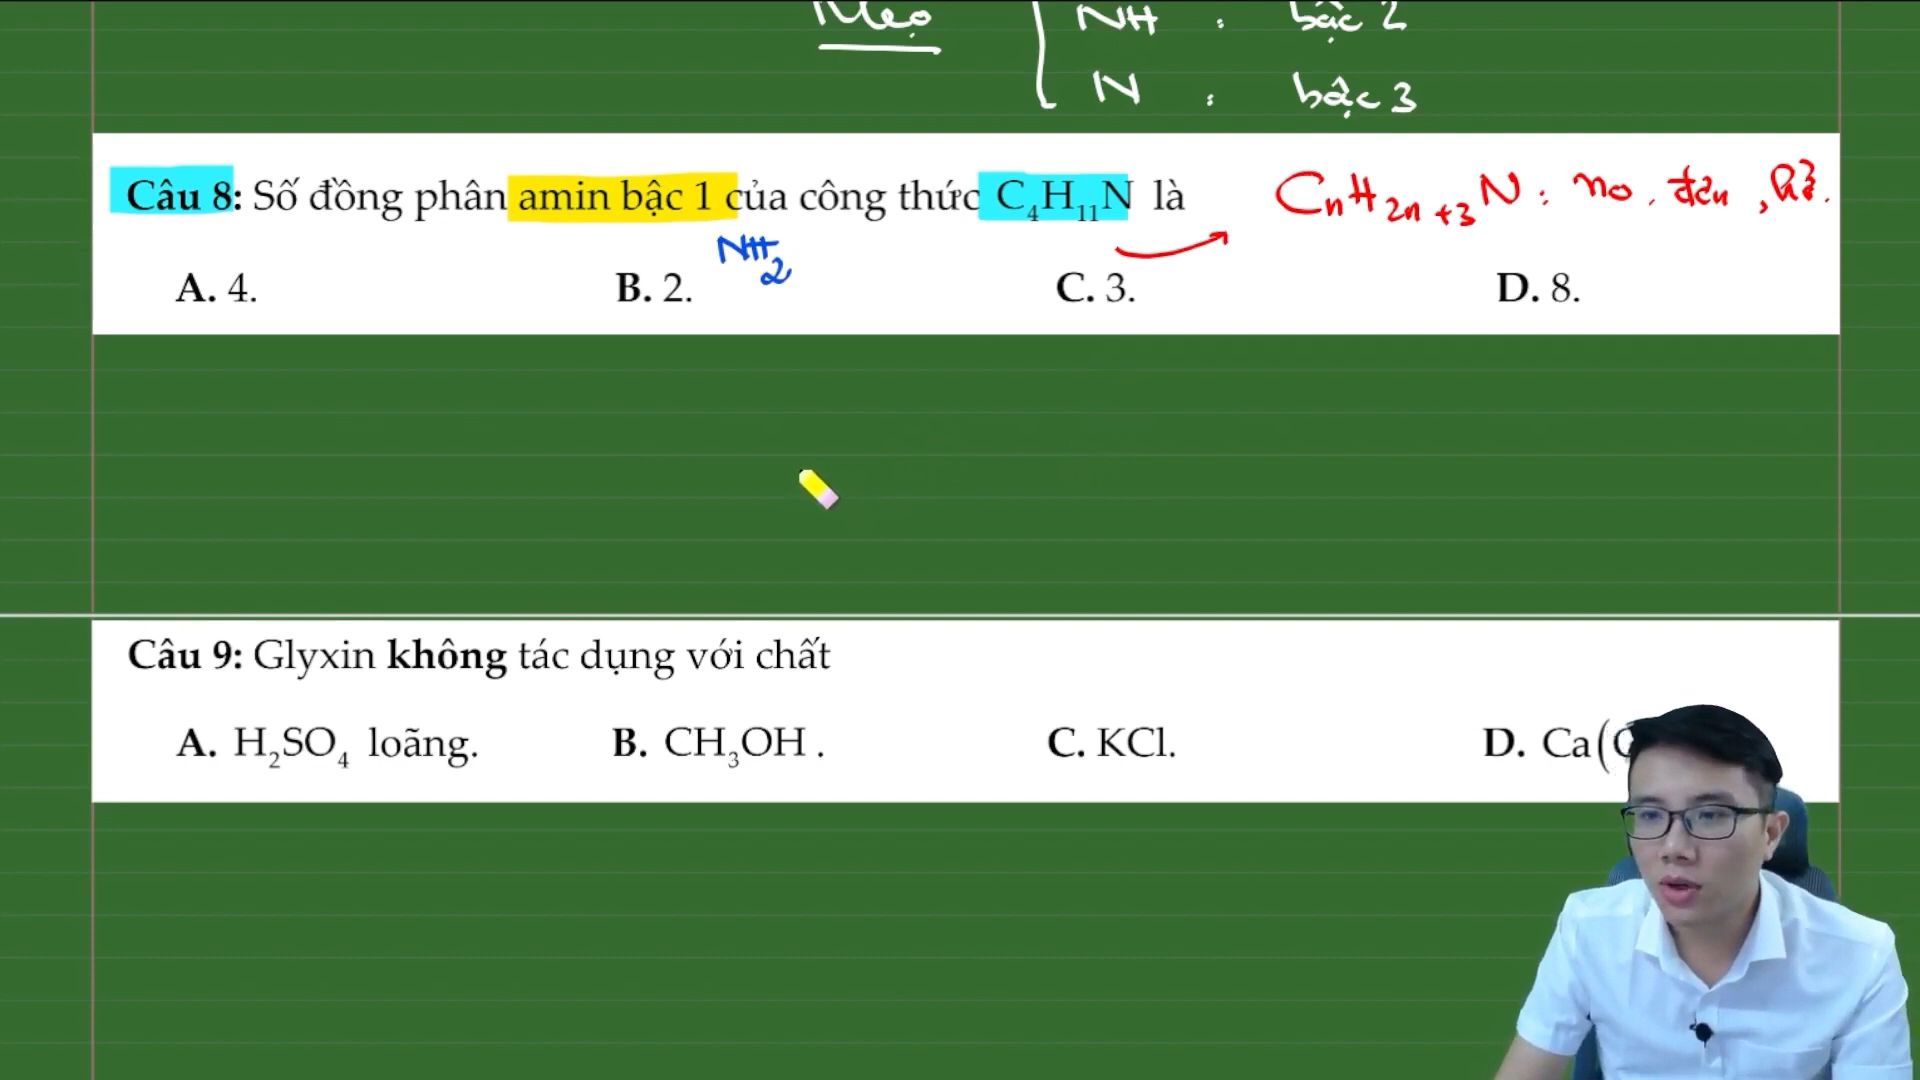 Mẹo NH : bậc 2
N : bậc 3
Câu 8: Số đồng phân amin bậc 1 của công thức C₄H₁₁N là
CₙH₂ₙ₊₃N : no, đơn, hở.
NH₂
A. 4. B. 2. C. 3. D. 8.
Câu 9: Glyxin không tác dụng với chất
A. H₂SO₄ loãng. B. CH₃OH. C. KCl. D. Ca(